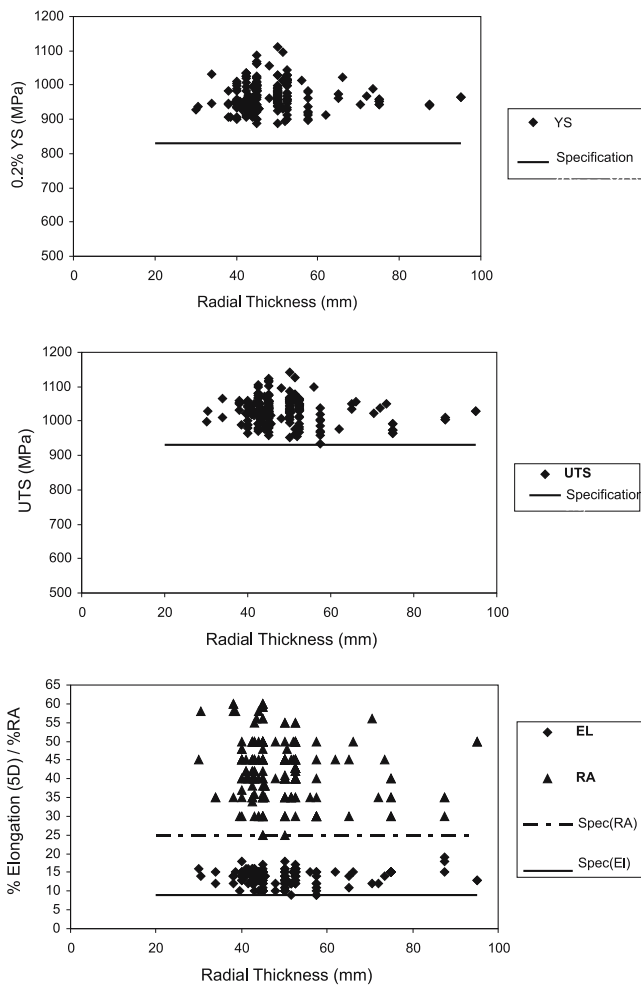 1200
1100
1000
900
800
700
600
500
0.2% YS (MPa)
0 20 40 60 80 100
Radial Thickness (mm)
YS
Specification
1200
1100
1000
900
800
700
600
500
UTS (MPa)
0 20 40 60 80 100
Radial Thickness (mm)
UTS
Specification
65
60
55
50
45
40
35
30
25
20
15
10
5
0
% Elongation (5D) / %RA
0 20 40 60 80 100
Radial Thickness (mm)
EL
RA
Spec(RA)
Spec(El)